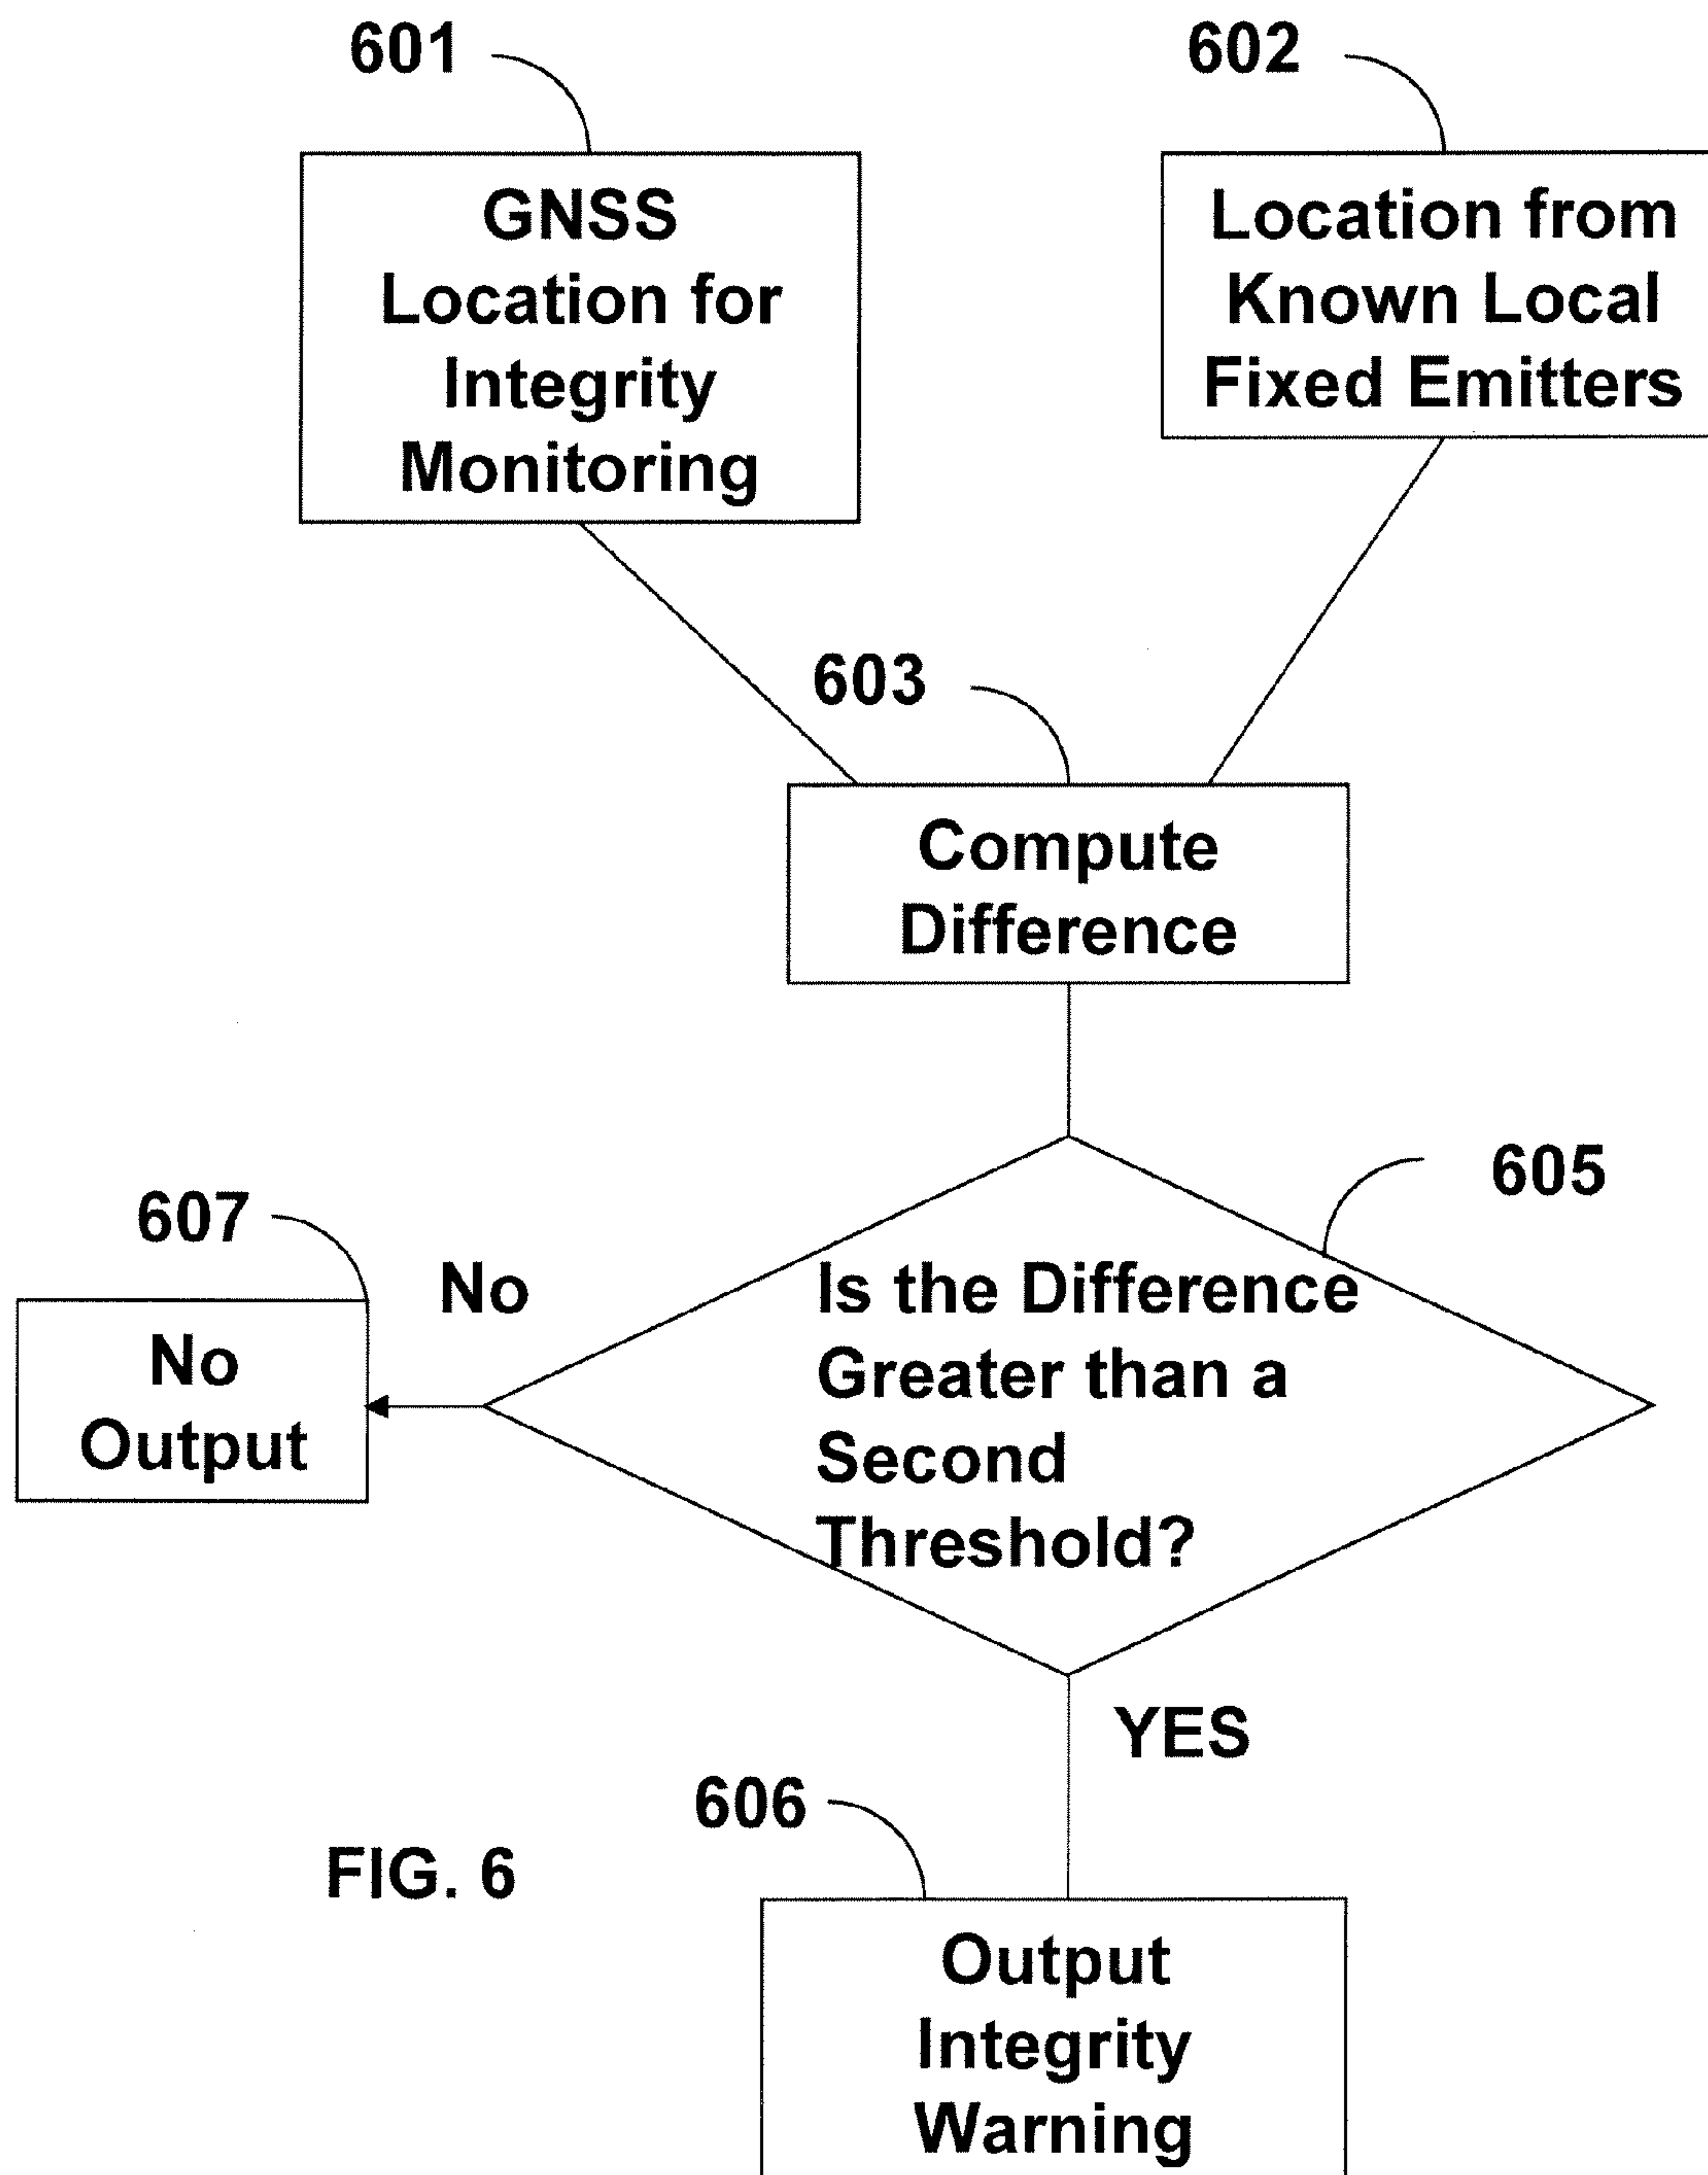 601
602
GNSS
Location for
Integrity
Monitoring
Location from
Known Local
Fixed Emitters
603
Compute
Difference
605
607
No
Is the Difference
Greater than a
Second
Threshold?
No
Output
YES
606
FIG. 6
Output
Integrity
Warning